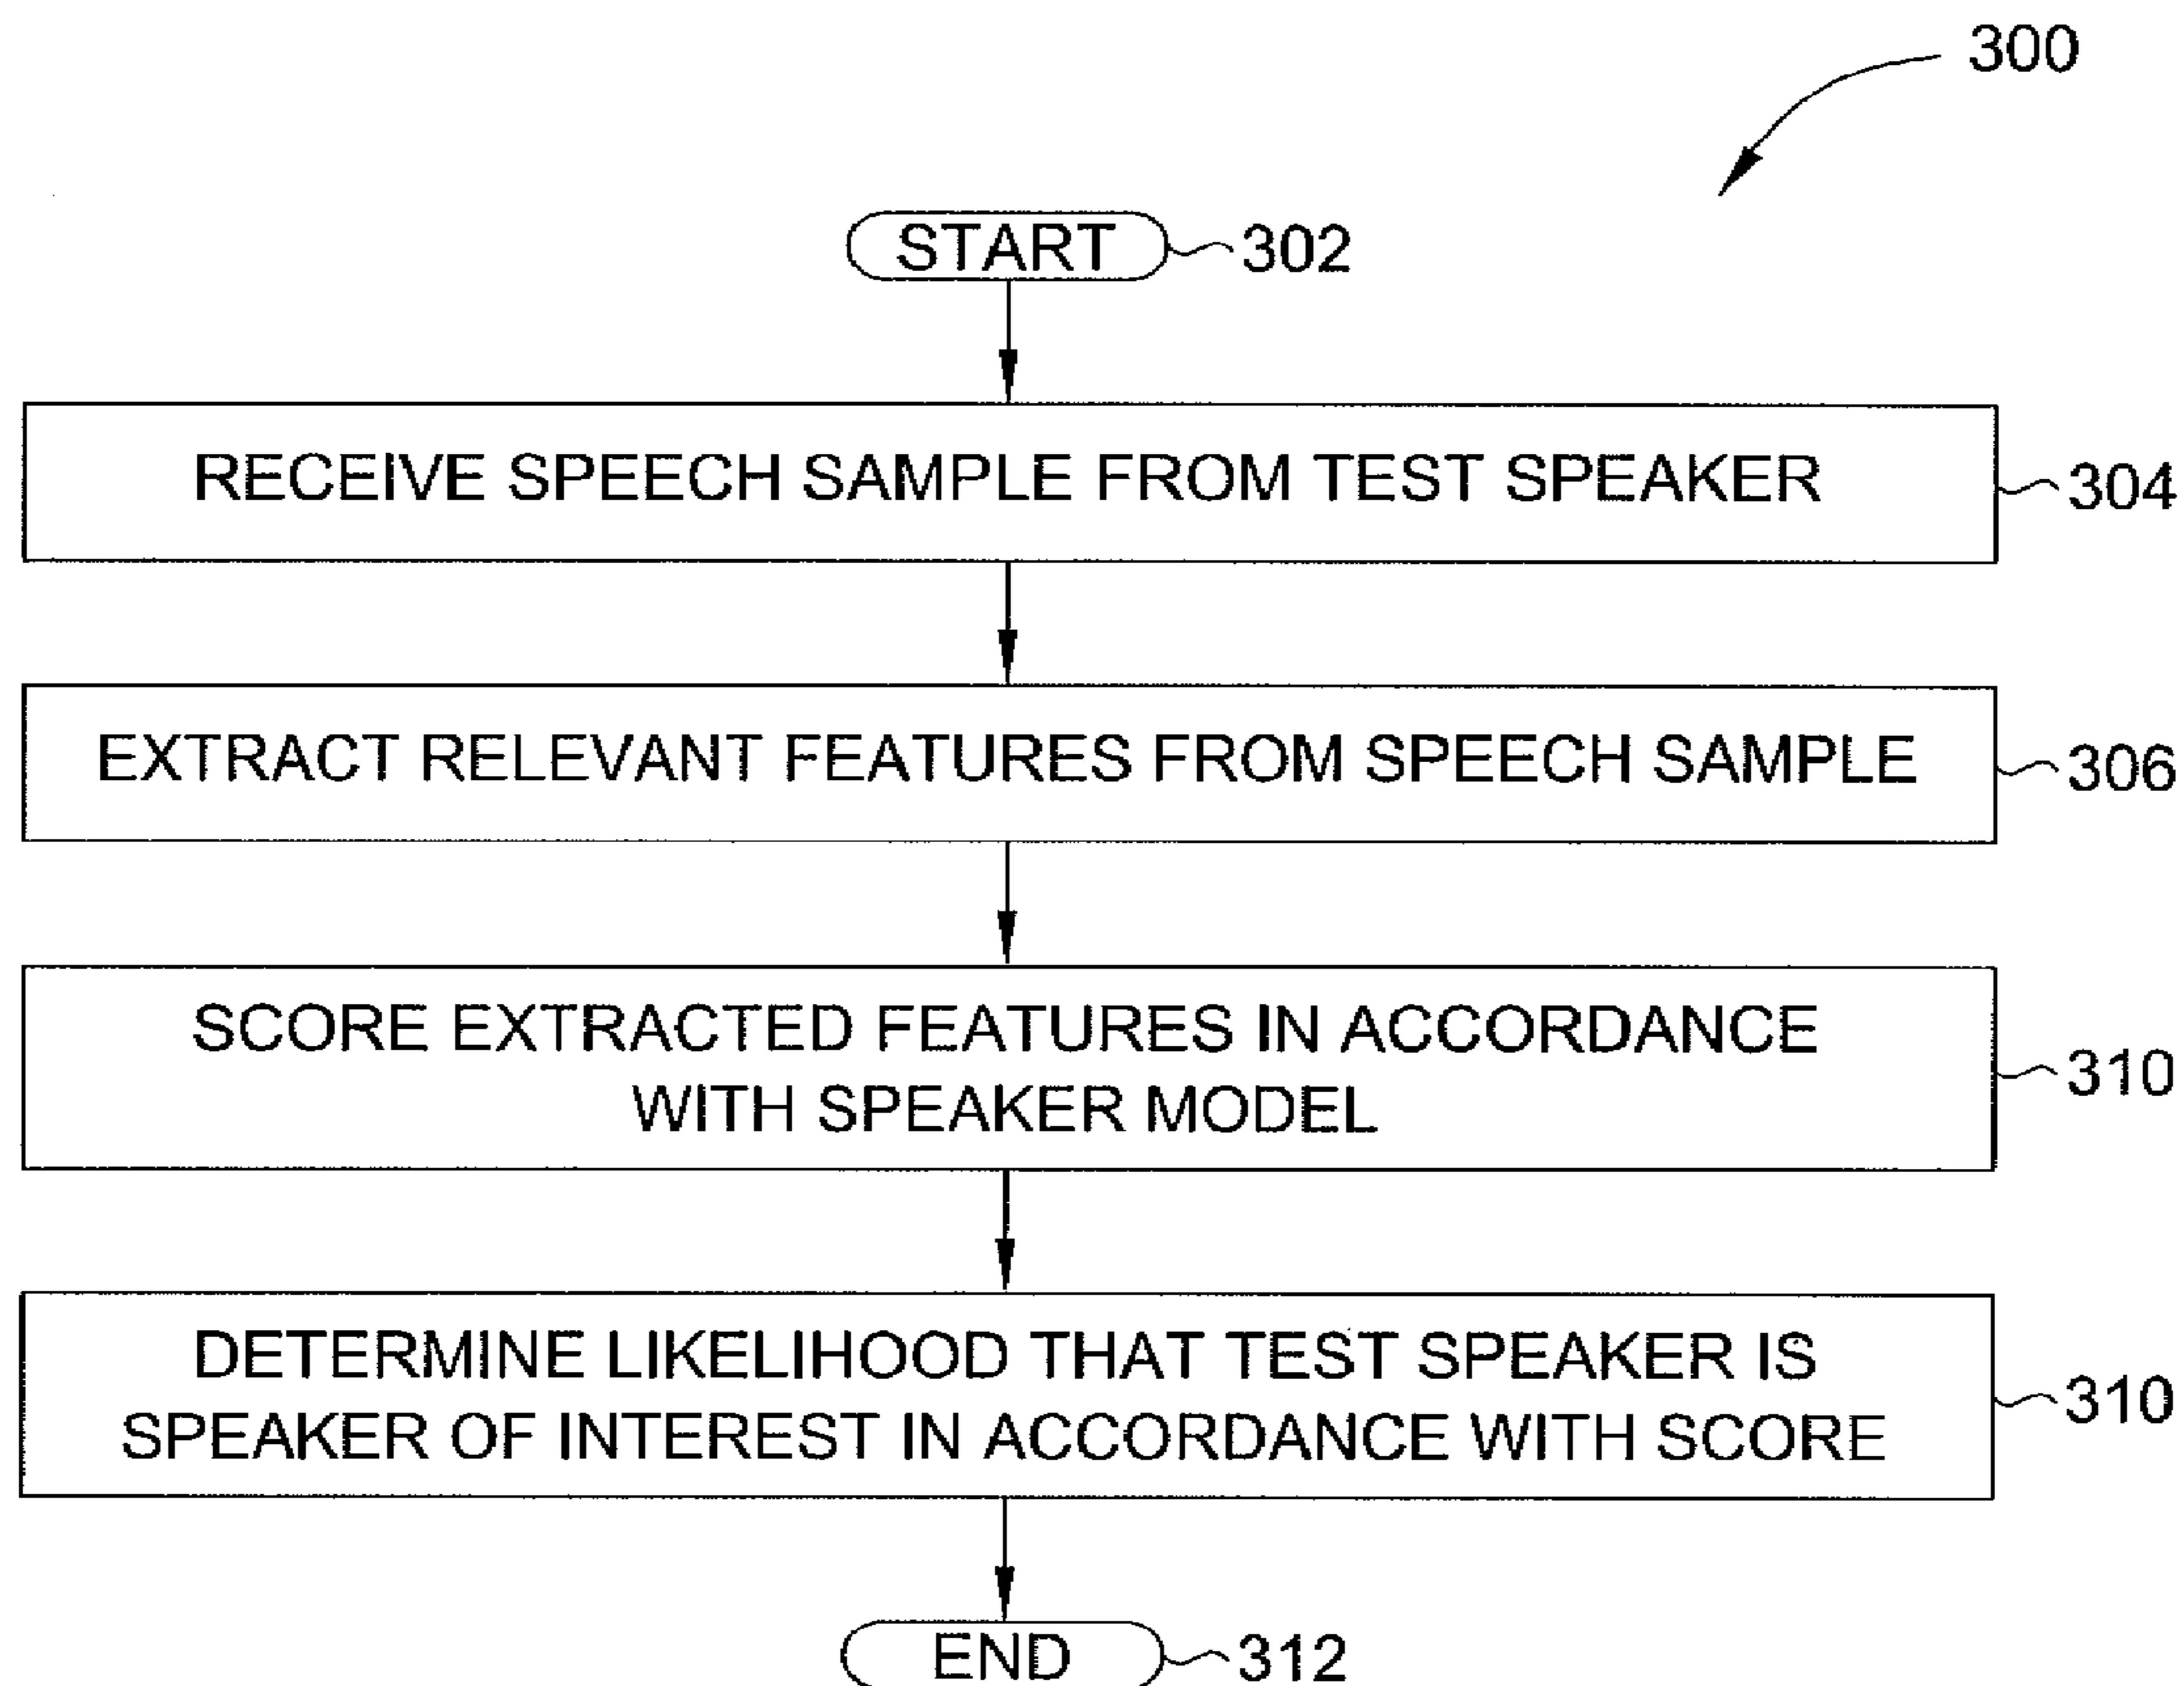 300
START
302
RECEIVE SPEECH SAMPLE FROM TEST SPEAKER
304
EXTRACT RELEVANT FEATURES FROM SPEECH SAMPLE
306
SCORE EXTRACTED FEATURES IN ACCORDANCE
WITH SPEAKER MODEL
310
DETERMINE LIKELIHOOD THAT TEST SPEAKER IS
SPEAKER OF INTEREST IN ACCORDANCE WITH SCORE
310
END
312